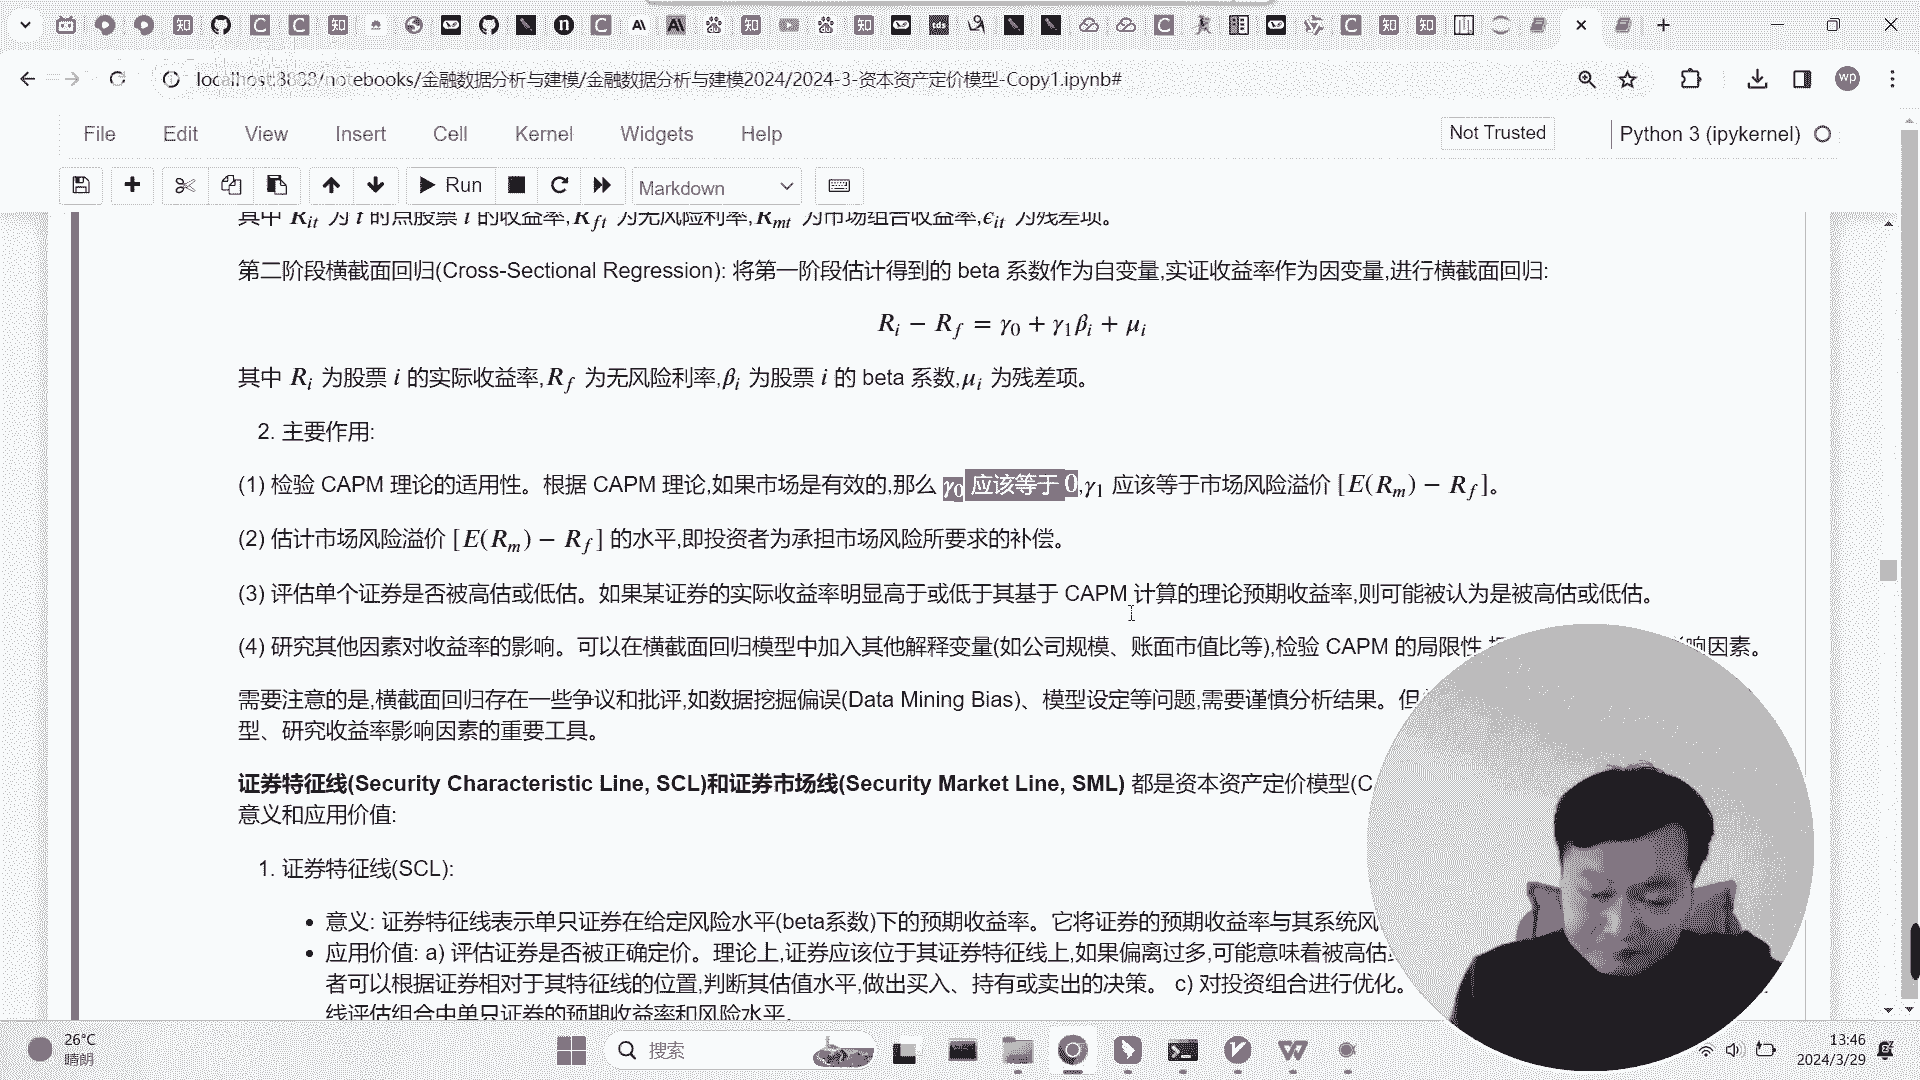 localhost:8888/notebooks/金融数据分析与建模/金融数据分析与建模2024/2024-3-资本资产定价模型-Copy1.ipynb#
wp
File Edit View Insert Cell Kernel Widgets Help
Not Trusted
Python 3 (ipykernel)
Run
Markdown
其中 R_it 为 t 时点股票 i 的收益率,R_ft 为无风险利率,R_mt 为市场组合收益率,ϵ_it 为残差项。
第二阶段横截面回归(Cross-Sectional Regression): 将第一阶段估计得到的 beta 系数作为自变量,实证收益率作为因变量,进行横截面回归:
R_i − R_f = γ_0 + γ_1β_i + μ_i
其中 R_i 为股票 i 的实际收益率,R_f 为无风险利率,β_i 为股票 i 的 beta 系数,μ_i 为残差项。
2. 主要作用:
(1) 检验 CAPM 理论的适用性。根据 CAPM 理论,如果市场是有效的,那么 γ_0 应该等于 0,γ_1 应该等于市场风险溢价 [E(R_m) − R_f]。
(2) 估计市场风险溢价 [E(R_m) − R_f] 的水平,即投资者为承担市场风险所要求的补偿。
(3) 评估单个证券是否被高估或低估。如果某证券的实际收益率明显高于或低于其基于 CAPM 计算的理论预期收益率,则可能被认为是被高估或低估。
(4) 研究其他因素对收益率的影响。可以在横截面回归模型中加入其他解释变量(如公司规模、账面市值比等),检验 CAPM 的局限性 响因素。
需要注意的是,横截面回归存在一些争议和批评,如数据挖掘偏误(Data Mining Bias)、模型设定等问题,需要谨慎分析结果。但
型、研究收益率影响因素的重要工具。
证券特征线(Security Characteristic Line, SCL)和证券市场线(Security Market Line, SML) 都是资本资产定价模型(C
意义和应用价值:
1. 证券特征线(SCL):
• 意义: 证券特征线表示单只证券在给定风险水平(beta系数)下的预期收益率。它将证券的预期收益率与其系统风
• 应用价值: a) 评估证券是否被正确定价。理论上,证券应该位于其证券特征线上,如果偏离过多,可能意味着被高估
者可以根据证券相对于其特征线的位置,判断其估值水平,做出买入、持有或卖出的决策。 c) 对投资组合进行优化。
线评估组合中单只证券的预期收益率和风险水平。
26°C
晴朗
搜索
13:46
2024/3/29